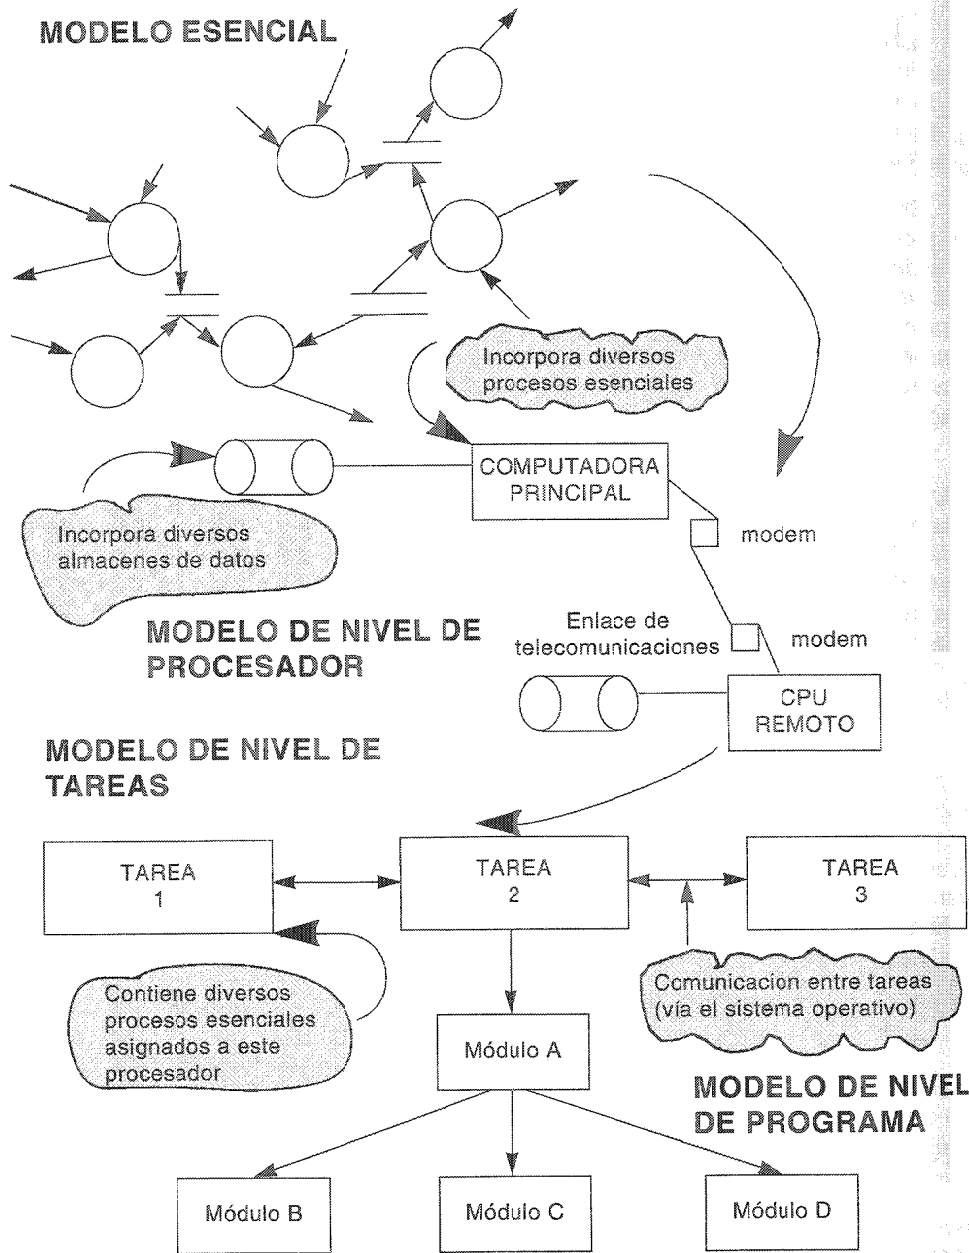 MODELO ESENCIAL
Incorpora diversos
procesos esenciales
COMPUTADORA
PRINCIPAL
modem
Incorpora diversos
almacenes de datos
Enlace de
telecomunicaciones
modem
MODELO DE NIVEL DE
PROCESADOR
CPU
REMOTO
MODELO DE NIVEL DE
TAREAS
TAREA
1
TAREA
2
TAREA
3
Contiene diversos
procesos esenciales
asignados a este
procesador
Comunicacion entre tareas
(vía el sistema operativo)
Módulo A
MODELO DE NIVEL
DE PROGRAMA
Módulo B
Módulo C
Módulo D